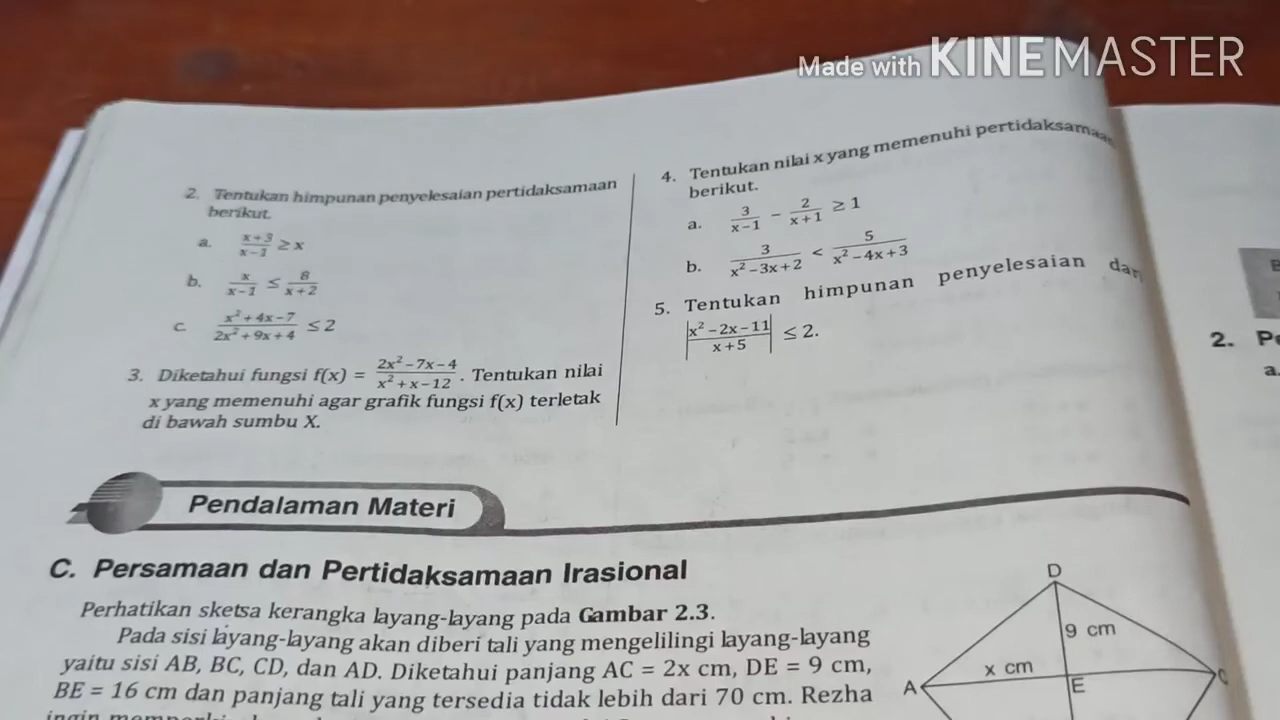 Made with KINEMASTER
2. Tentukan himpunan penyelesaian pertidaksamaan
berikut.
a. (x+3)/(x-1) ≥ x
b. x/(x-1) ≤ 8/(x+2)
c. (x²+4x-7)/(2x²+9x+4) ≤ 2
3. Diketahui fungsi f(x) = (2x²-7x-4)/(x²+x-12). Tentukan nilai
x yang memenuhi agar grafik fungsi f(x) terletak
di bawah sumbu X.
4. Tentukan nilai x yang memenuhi pertidaksamaan
berikut.
a. 3/(x-1) - 2/(x+1) ≥ 1
b. 3/(x²-3x+2) < 5/(x²-4x+3)
5. Tentukan himpunan penyelesaian dari
|(x²-2x-11)/(x+5)| ≤ 2.
Pendalaman Materi
C. Persamaan dan Pertidaksamaan Irasional
Perhatikan sketsa kerangka layang-layang pada Gambar 2.3.
Pada sisi layang-layang akan diberi tali yang mengelilingi layang-layang
yaitu sisi AB, BC, CD, dan AD. Diketahui panjang AC = 2x cm, DE = 9 cm,
BE = 16 cm dan panjang tali yang tersedia tidak lebih dari 70 cm. Rezha
ingin
D
9 cm
x cm
A
E
C
2.
a.